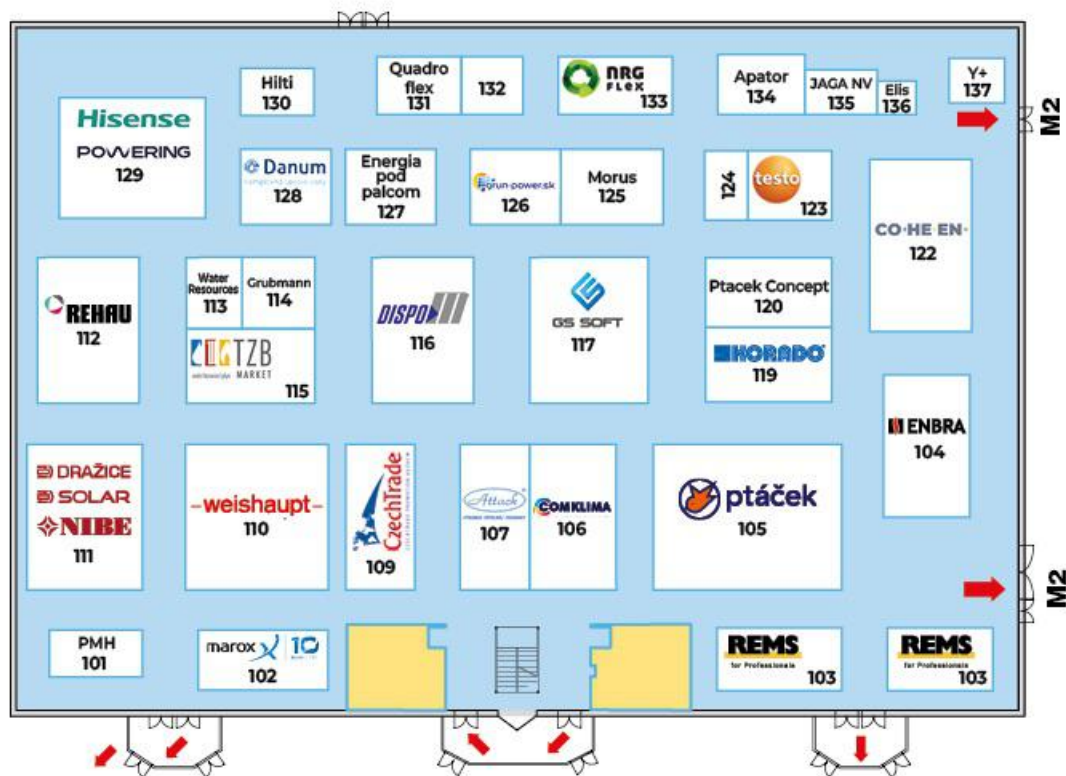 Hilti
130
Quadro
flex
131
132
NRG
FLEX
133
Apator
134
JAGA NV
135
Elis
136
Y+
137
M2
Hisense
POWERING
129
Danum
128
Energia
pod
palcom
127
grun-power.sk
126
Morus
125
124
testo
123
CO·HE·EN·
122
REHAU
112
Water
Resources
113
Grubmann
114
TZB
MARKET
115
DISPO
116
GS SOFT
117
Ptacek Concept
120
KORADO
119
ENBRA
104
DRAŽICE
SOLAR
NIBE
111
weishaupt
110
CzechTrade
109
Attack
107
COMKLIMA
106
ptáček
105
M2
PMH
101
marox 10
102
REMS
for Professionals
103
REMS
for Professionals
103